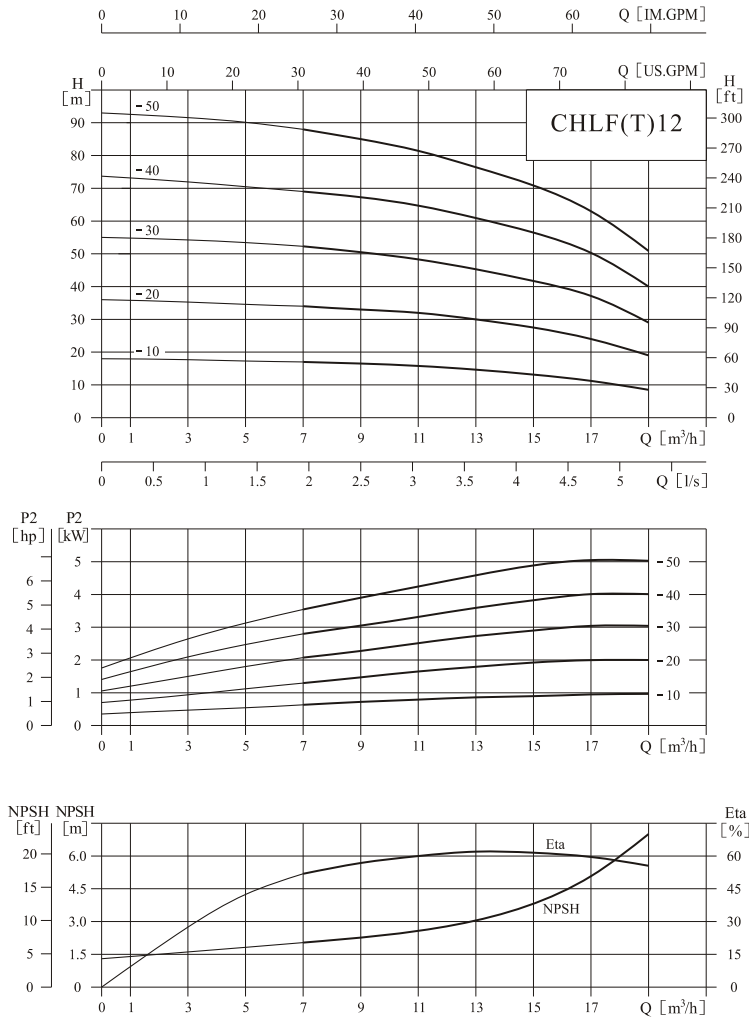 0 10 20 30 40 50 60 Q [IM.GPM]
0 10 20 30 40 50 60 70 Q [US.GPM]
H
[m]
H
[ft]
CHLF(T)12
90
80
70
60
50
40
30
20
10
0
-50
-40
-30
-20
-10
300
270
240
210
180
150
120
90
60
30
0
0 1 3 5 7 9 11 13 15 17 Q [m³/h]
0 0.5 1 1.5 2 2.5 3 3.5 4 4.5 5 Q [l/s]
P2
[hp]
P2
[kW]
6
5
4
3
2
1
0
5
4
3
2
1
0
-50
-40
-30
-20
-10
0 1 3 5 7 9 11 13 15 17 Q [m³/h]
NPSH
[ft]
NPSH
[m]
Eta
[%]
20
15
10
5
0
6.0
4.5
3.0
1.5
0
Eta
NPSH
60
45
30
15
0
0 1 3 5 7 9 11 13 15 17 Q [m³/h]